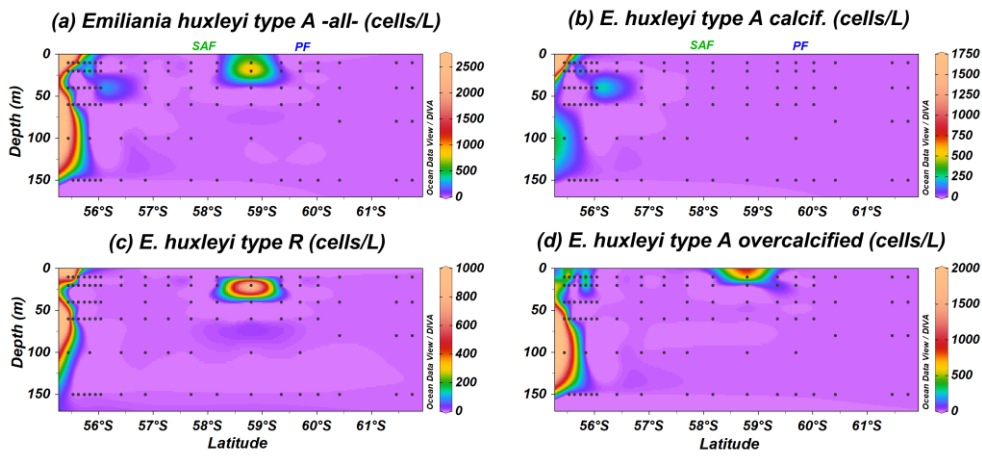 (a) Emiliania huxleyi type A -all- (cells/L)
SAF
PF
Depth (m)
0
50
100
150
56°S
57°S
58°S
59°S
60°S
61°S
2500
2000
1500
1000
500
0
Ocean Data View / DIVA
(b) E. huxleyi type A calcif. (cells/L)
SAF
PF
0
50
100
150
56°S
57°S
58°S
59°S
60°S
61°S
1750
1500
1250
1000
750
500
250
0
Ocean Data View / DIVA
(c) E. huxleyi type R (cells/L)
Depth (m)
0
50
100
150
56°S
57°S
58°S
59°S
60°S
61°S
Latitude
1000
800
600
400
200
0
Ocean Data View / DIVA
(d) E. huxleyi type A overcalcified (cells/L)
0
50
100
150
56°S
57°S
58°S
59°S
60°S
61°S
Latitude
2000
1500
1000
500
0
Ocean Data View / DIVA